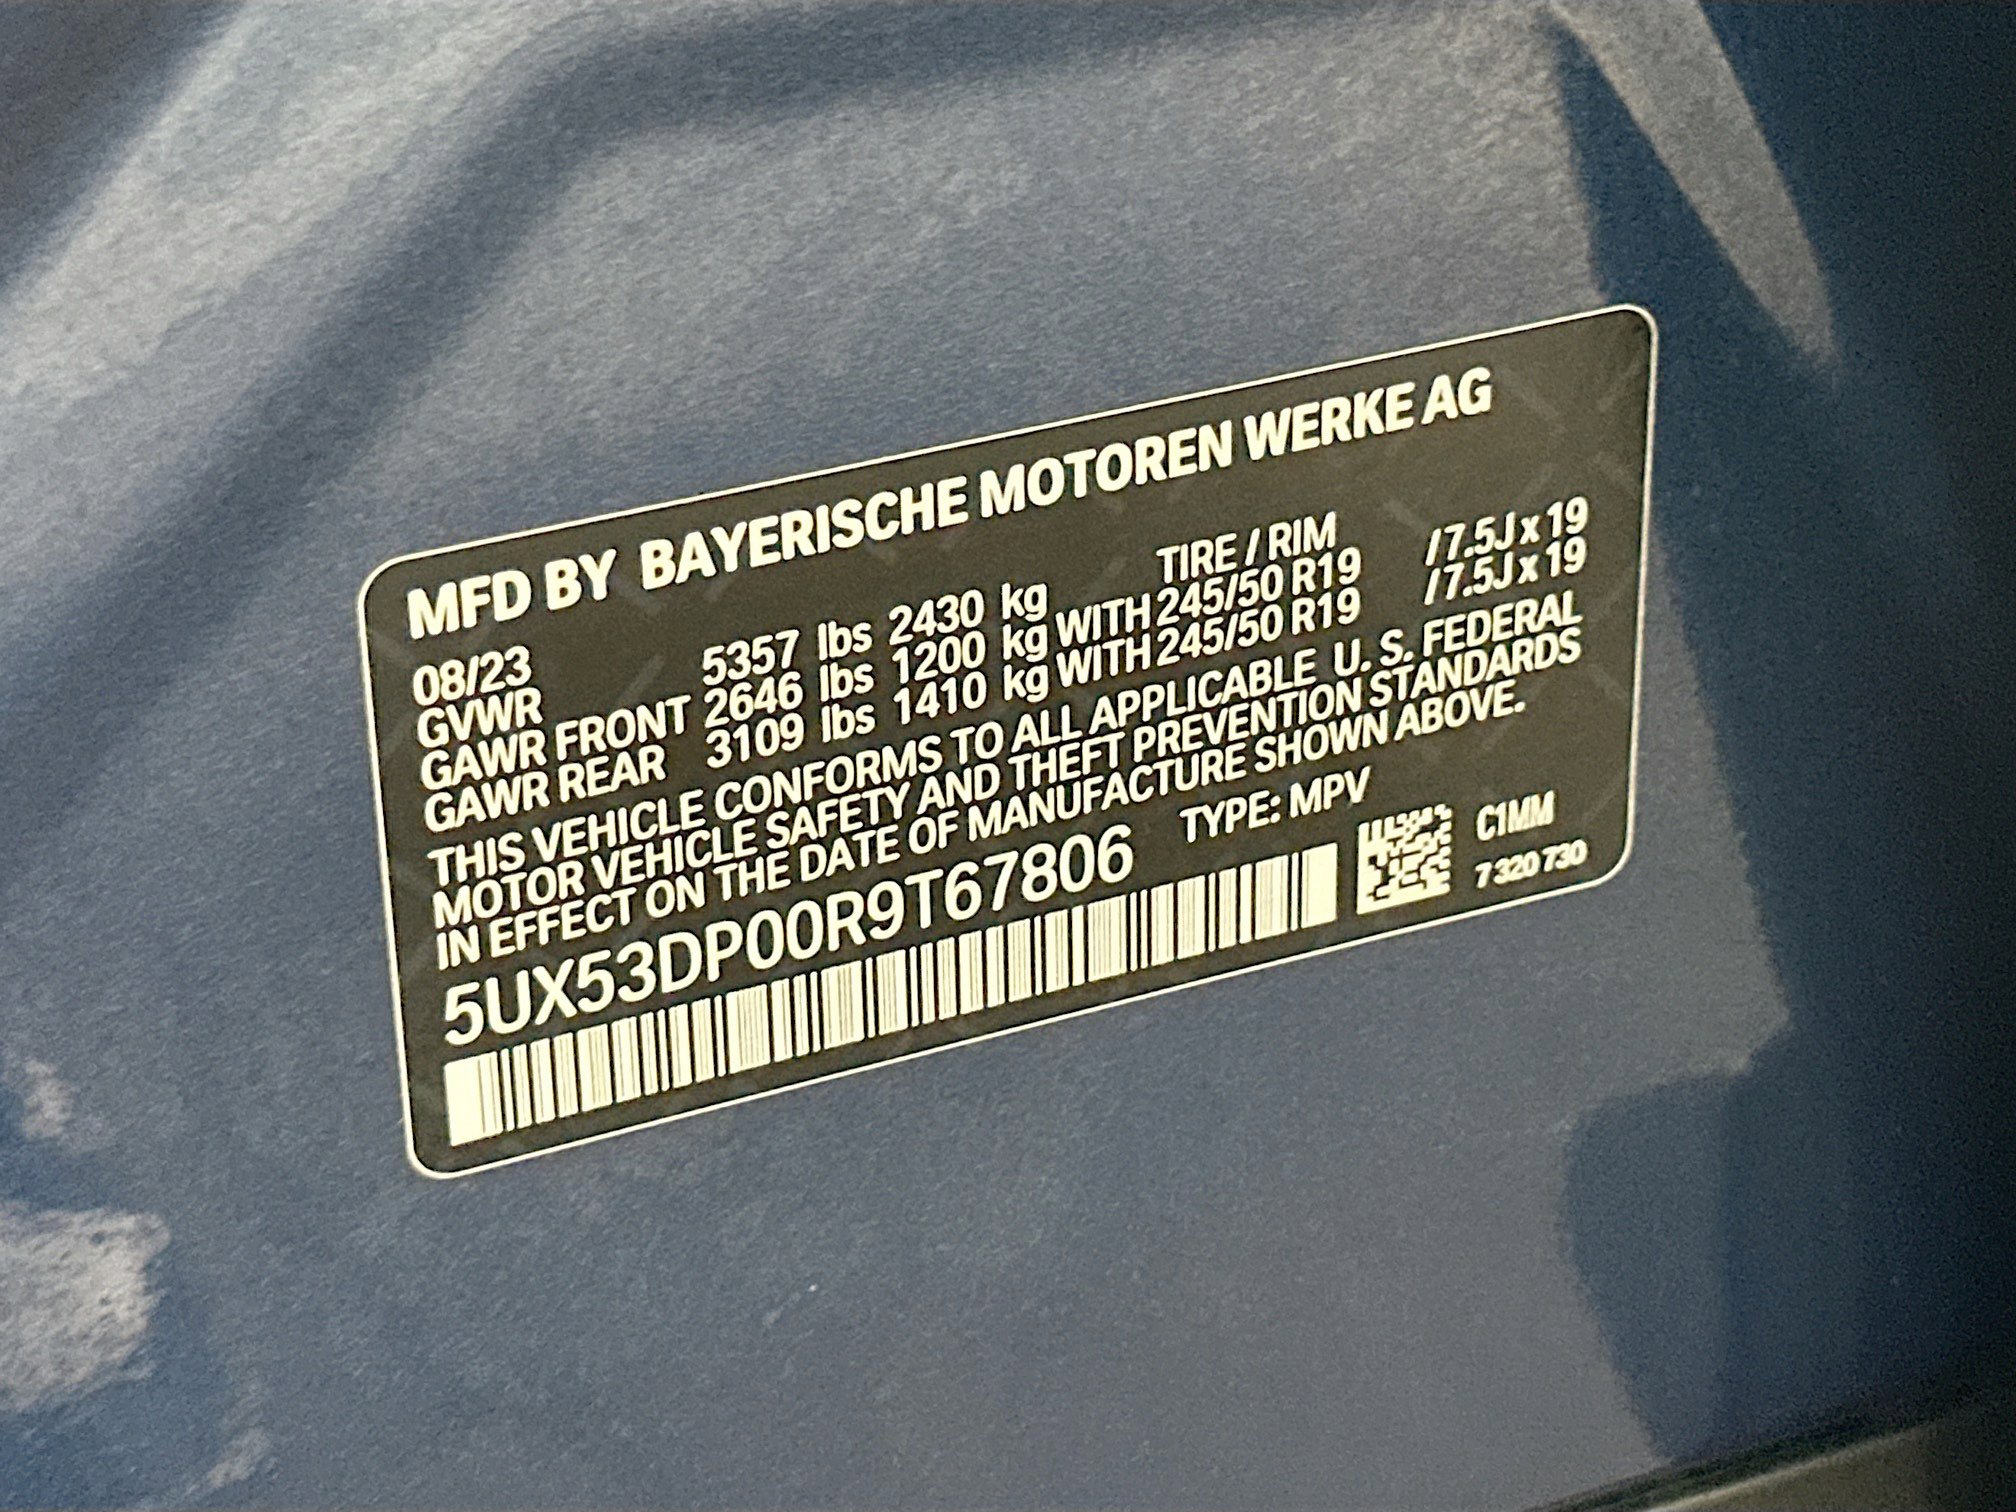 MFD BY BAYERISCHE MOTOREN WERKE AG
08/23 TIRE / RIM
GVWR 5357 lbs 2430 kg
GAWR FRONT 2646 lbs 1200 kg WITH 245/50 R19 / 7.5J x 19
GAWR REAR 3109 lbs 1410 kg WITH 245/50 R19 / 7.5J x 19
THIS VEHICLE CONFORMS TO ALL APPLICABLE U. S. FEDERAL
MOTOR VEHICLE SAFETY AND THEFT PREVENTION STANDARDS
IN EFFECT ON THE DATE OF MANUFACTURE SHOWN ABOVE.
5UX53DP00R9T67806 TYPE: MPV
C1MM
7 320 730